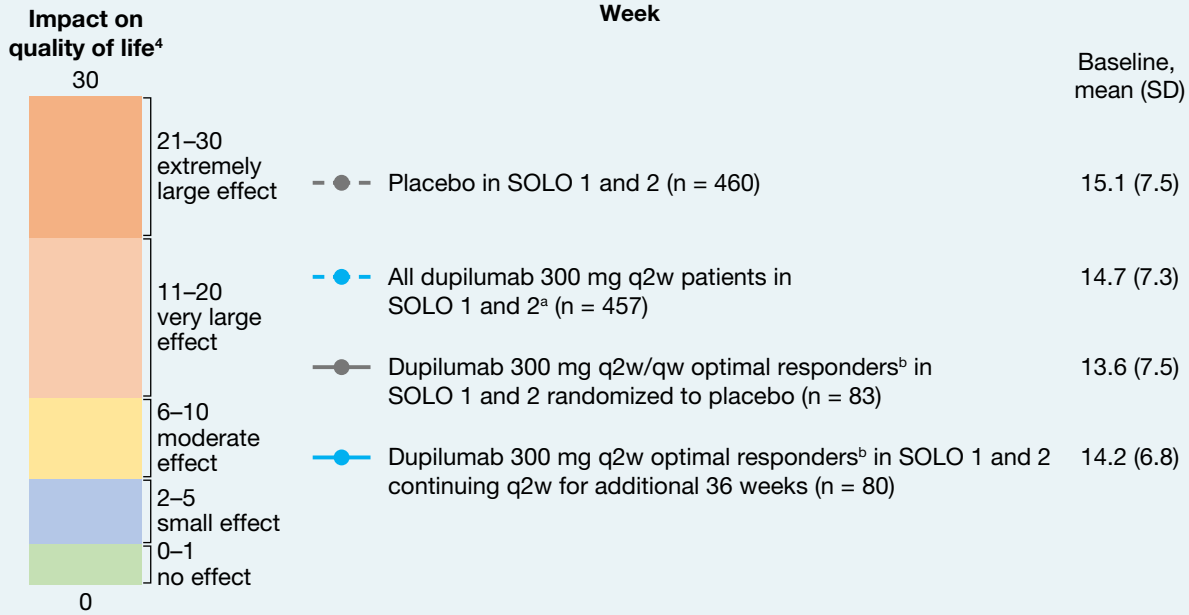 Impact on
quality of life⁴
Week
Baseline,
mean (SD)
30
21–30
extremely
large effect
11–20
very large
effect
6–10
moderate
effect
2–5
small effect
0–1
no effect
0
Placebo in SOLO 1 and 2 (n = 460)
15.1 (7.5)
All dupilumab 300 mg q2w patients in
SOLO 1 and 2ᵃ (n = 457)
14.7 (7.3)
Dupilumab 300 mg q2w/qw optimal respondersᵇ in
SOLO 1 and 2 randomized to placebo (n = 83)
13.6 (7.5)
Dupilumab 300 mg q2w optimal respondersᵇ in SOLO 1 and 2
continuing q2w for additional 36 weeks (n = 80)
14.2 (6.8)